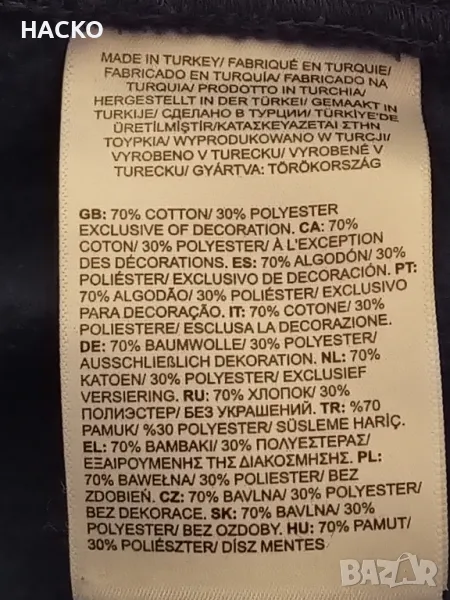 HACKO
MADE IN TURKEY/ FABRIQUÉ EN TURQUIE/
FABRICADO EN TURQUÍA/ FABRICADO NA
TURQUIA/ PRODOTTO IN TURCHIA/
HERGESTELLT IN DER TÜRKEI/ GEMAAKT IN
TURKIJE/ СДЕЛАНО В ТУРЦИИ/ TÜRKİYE'DE
ÜRETİLMİŞTİR/ ΚΑΤΑΣΚΕΥΑΖΕΤΑΙ ΣΤΗΝ
ΤΟΥΡΚΙΑ/ WYPRODUKOWANO W TURCJI/
VYROBENO V TURECKU/ VYROBENO V
TURECKU/ GYÁRTVA: TÖRÖKORSZÁG
GB: 70% COTTON/ 30% POLYESTER
EXCLUSIVE OF DECORATION. CA: 70%
COTON/ 30% POLYESTER/ À L'EXCEPTION
DES DÉCORATIONS. ES: 70% ALGODÓN/ 30%
POLIÉSTER/ EXCLUSIVO DE DECORACIÓN. PT:
70% ALGODÃO/ 30% POLIÉSTER/ EXCLUSIVO
PARA DECORAÇÃO. IT: 70% COTONE/ 30%
POLIESTERE/ ESCLUSA LA DECORAZIONE.
DE: 70% BAUMWOLLE/ 30% POLYESTER/
AUSSCHLIEßLICH DEKORATION. NL: 70%
KATOEN/ 30% POLYESTER/ EXCLUSIEF
VERSIERING. RU: 70% ХЛОПОК/ 30%
ПОЛИЭСТЕР/ БЕЗ УКРАШЕНИЙ. TR: %70
PAMUK/ %30 POLYESTER/ SÜSLEME HARİÇ.
EL: 70% ΒΑΜΒΑΚΙ/ 30% ΠΟΛΥΕΣΤΕΡΑΣ/
ΕΞΑΙΡΟΥΜΕΝΗΣ ΤΗΣ ΔΙΑΚΟΣΜΗΣΗΣ. PL:
70% BAWEŁNA/ 30% POLIESTER/ BEZ
ZDOBIEŃ. CZ: 70% BAVLNA/ 30% POLYESTER/
BEZ DEKORACE. SK: 70% BAVLNA/ 30%
POLYESTER/ BEZ OZDOBY. HU: 70% PAMUT/
30% POLIÉSZTER/ DÍSZ MENTES
BAZAR